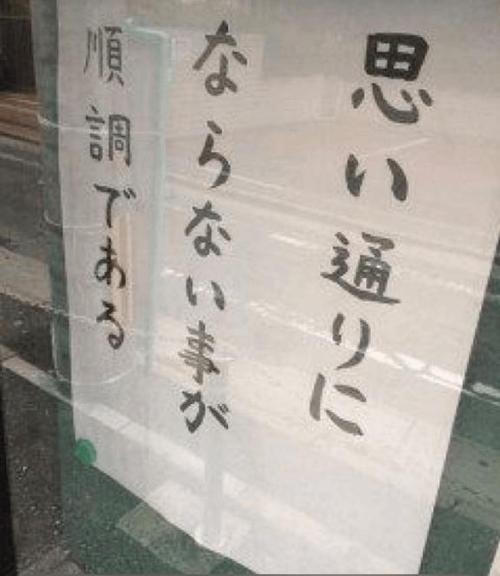 思い通りに
ならない事が
順調である